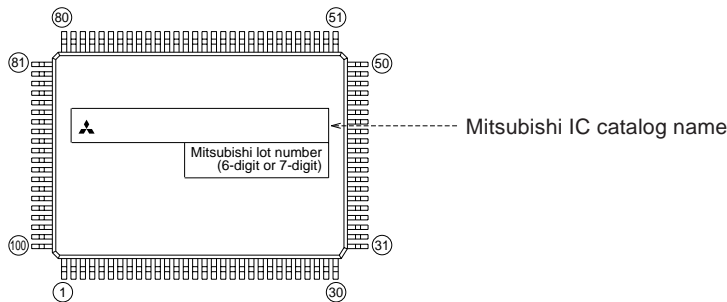 80 51
81 50
Mitsubishi IC catalog name
Mitsubishi lot number
(6-digit or 7-digit)
100 31
1 30